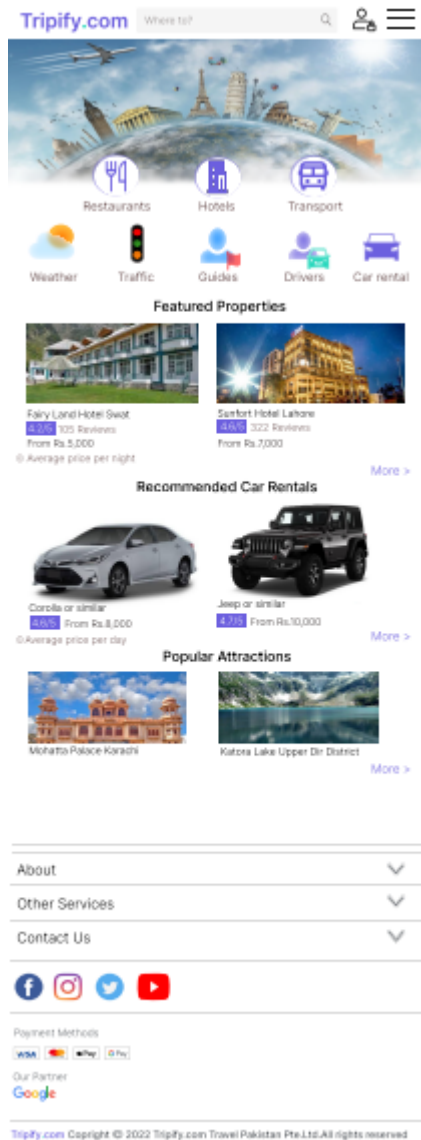 Tripify.com
Where to?
Restaurants Hotels Transport
Weather Traffic Guides Drivers Car rental
Featured Properties
Fairy Land Hotel Swat
4.2/5 105 Reviews
From Rs.5,000
Average price per night
Sunfort Hotel Lahore
4.6/5 322 Reviews
From Rs.7,000
More >
Recommended Car Rentals
Corolla or similar
4.6/5 From Rs.8,000
Average price per day
Jeep or similar
4.7/5 From Rs.10,000
More >
Popular Attractions
Mohatta Palace Karachi
Katora Lake Upper Dir District
More >
About
Other Services
Contact Us
Payment Methods
VISA Pay G Pay
Our Partner
Google
Tripify.com Copright © 2022 Tripify.com Travel Pakistan Pte.Ltd.All rights reserved